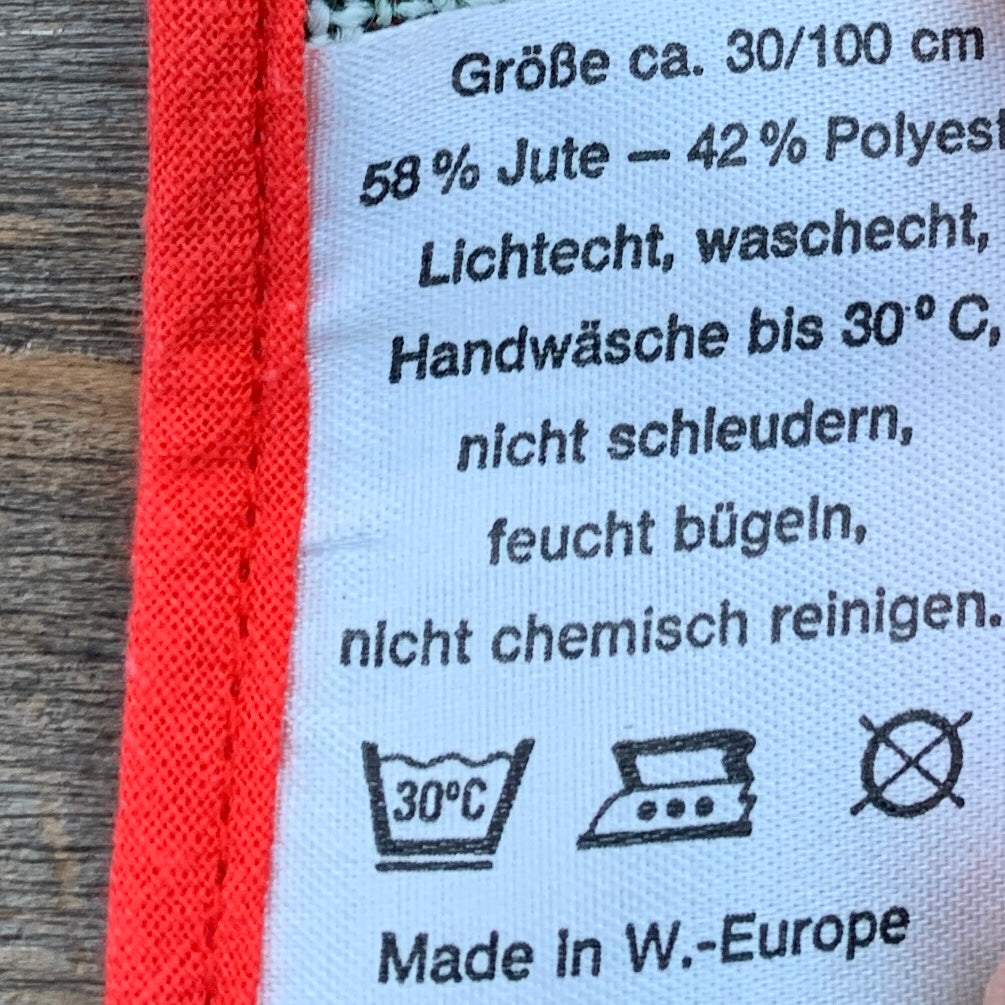 Größe ca. 30/100 cm
58 % Jute – 42 % Polyest
Lichtecht, waschecht,
Handwäsche bis 30° C,
nicht schleudern,
feucht bügeln,
nicht chemisch reinigen.
30°C
Made in W.-Europe